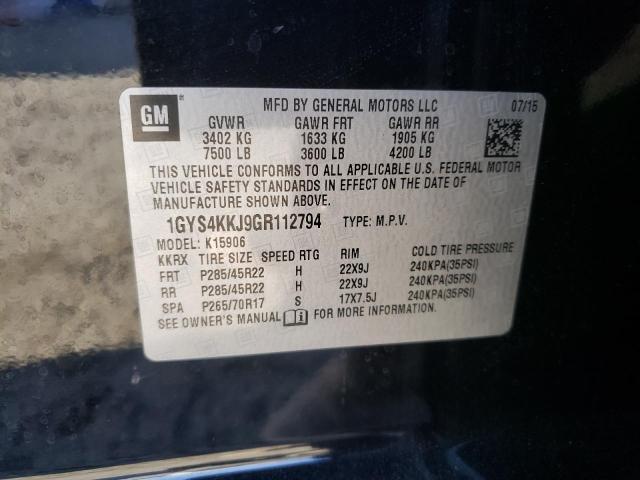 GM MFD BY GENERAL MOTORS LLC 07/15
GVWR GAWR FRT GAWR RR
3402 KG 1633 KG 1905 KG
7500 LB 3600 LB 4200 LB
THIS VEHICLE CONFORMS TO ALL APPLICABLE U.S. FEDERAL MOTOR
VEHICLE SAFETY STANDARDS IN EFFECT ON THE DATE OF
MANUFACTURE SHOWN ABOVE.
1GYS4KKJ9GR112794 TYPE: M.P.V.
MODEL: K15906
KKRX TIRE SIZE SPEED RTG RIM COLD TIRE PRESSURE
FRT P285/45R22 H 22X9J 240KPA(35PSI)
RR P285/45R22 H 22X9J 240KPA(35PSI)
SPA P265/70R17 S 17X7.5J 240KPA(35PSI)
SEE OWNER'S MANUAL FOR MORE INFORMATION.